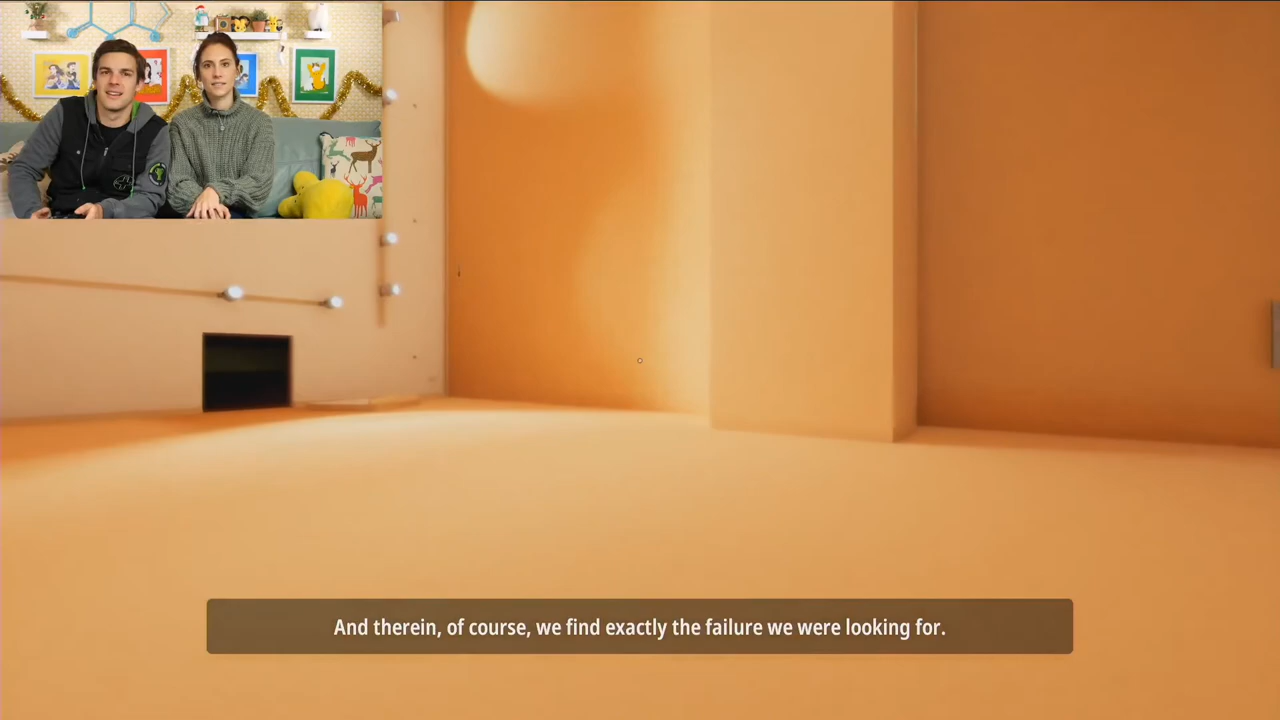 And therein, of course, we find exactly the failure we were looking for.